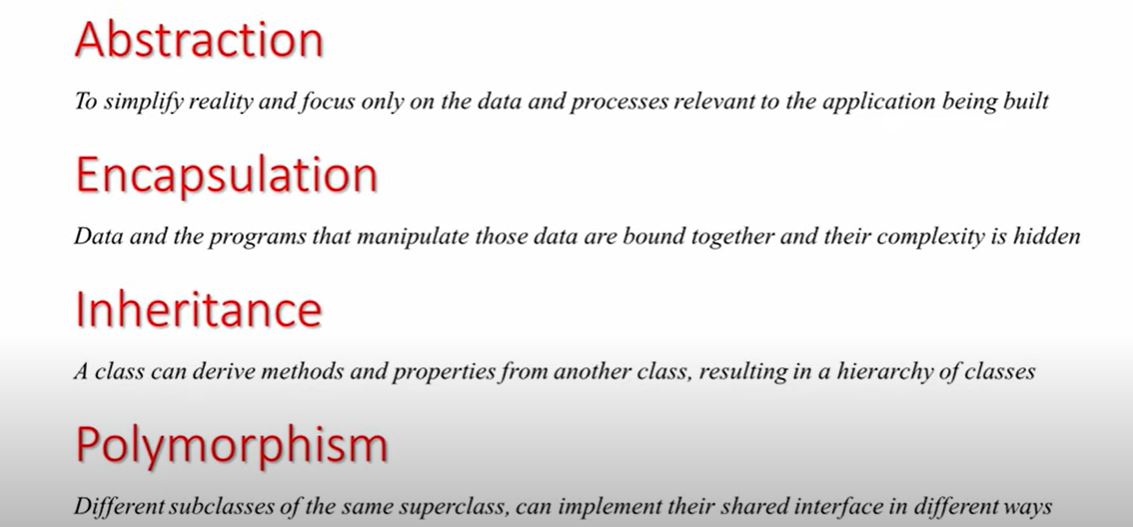 Abstraction
To simplify reality and focus only on the data and processes relevant to the application being built
Encapsulation
Data and the programs that manipulate those data are bound together and their complexity is hidden
Inheritance
A class can derive methods and properties from another class, resulting in a hierarchy of classes
Polymorphism
Different subclasses of the same superclass, can implement their shared interface in different ways